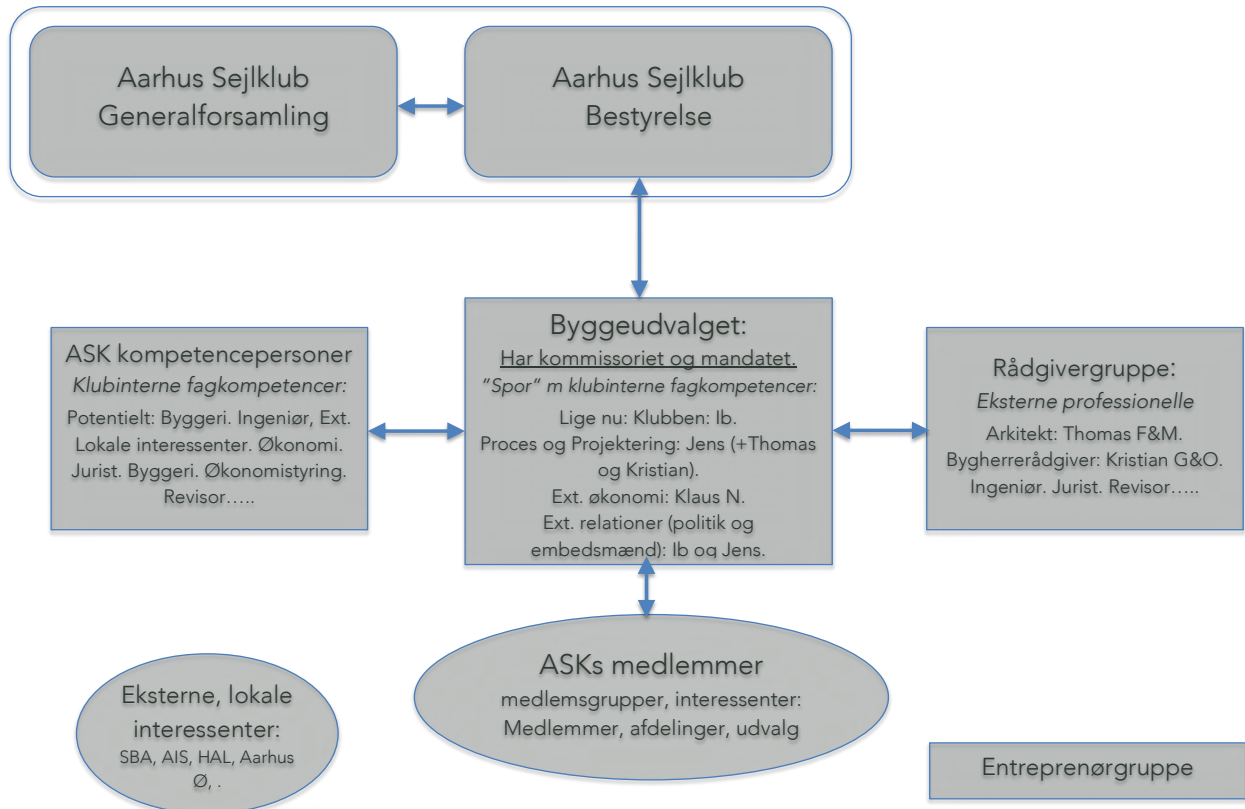 Aarhus Sejlklub
Generalforsamling
Aarhus Sejlklub
Bestyrelse
ASK kompetencepersoner
Klubinterne fagkompetencer:
Potentielt: Byggeri. Ingeniør, Ext.
Lokale interessenter. Økonomi.
Jurist. Byggeri. Økonomistyring.
Revisor…..
Byggeudvalget:
Har kommissoriet og mandatet.
"Spor" m klubinterne fagkompetencer:
Lige nu: Klubben: Ib.
Proces og Projektering: Jens (+Thomas
og Kristian).
Ext. økonomi: Klaus N.
Ext. relationer (politik og
embedsmænd): Ib og Jens.
Rådgivergruppe:
Eksterne professionelle
Arkitekt: Thomas F&M.
Bygherrerådgiver: Kristian G&O.
Ingeniør. Jurist. Revisor…..
ASKs medlemmer
medlemsgrupper, interessenter:
Medlemmer, afdelinger, udvalg
Eksterne, lokale
interessenter:
SBA, AIS, HAL, Aarhus
Ø, .
Entreprenørgruppe